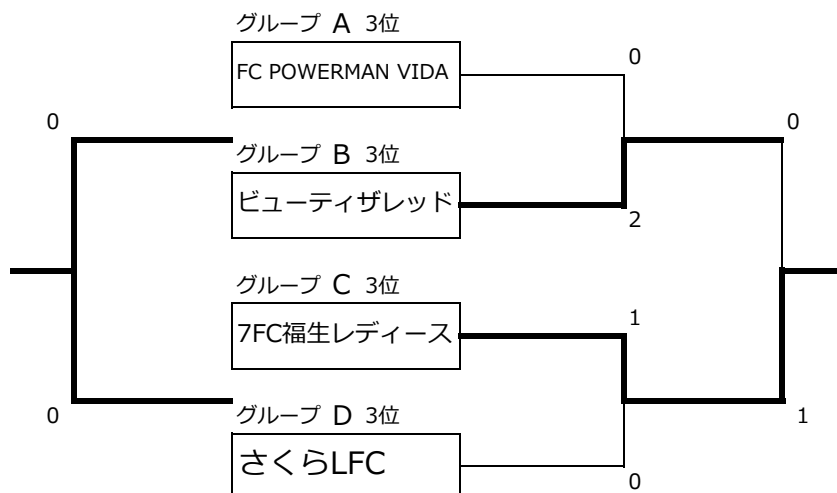 グループ A 3位
FC POWERMAN VIDA
0
0
0
グループ B 3位
ビューティザレッド
2
グループ C 3位
7FC福生レディース
1
0
1
グループ D 3位
さくらLFC
0